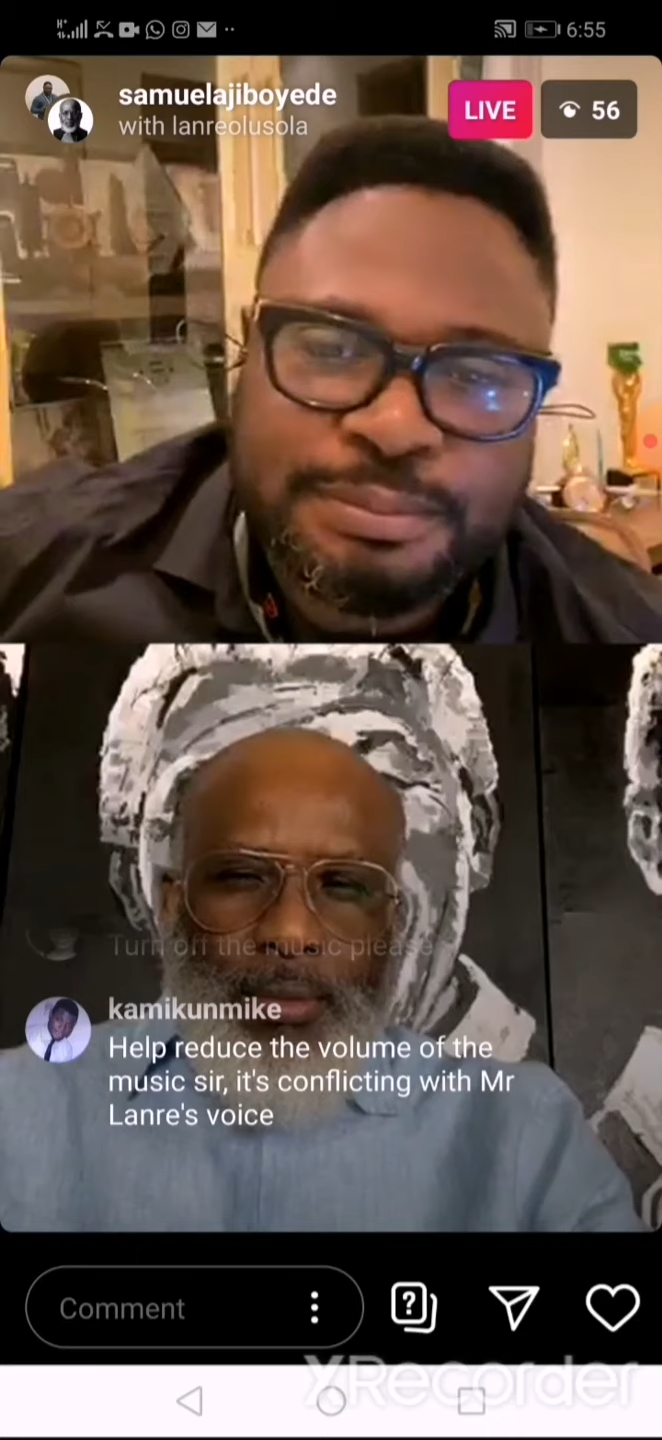 H+
6:55
samuelajiboyede
with lanreolusola
LIVE
56
Turn off the music please
kamikunmike
Help reduce the volume of the
music sir, it's conflicting with Mr
Lanre's voice
Comment
XRecorder